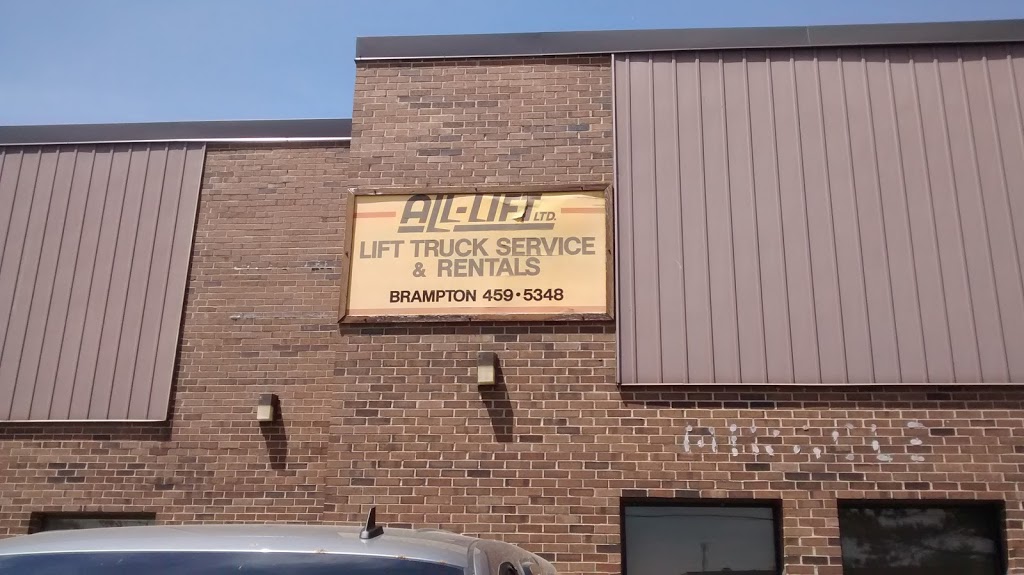 ALL-LIFT LTD.
LIFT TRUCK SERVICE
& RENTALS
BRAMPTON 459·5348